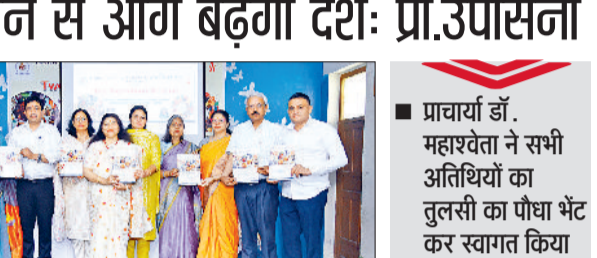 न से आगे बढ़ेगा देशः प्रो.उपासना
■ प्राचार्या डॉ.
महाश्वेता ने सभी
अतिथियों का
तुलसी का पौधा भेंट
कर स्वागत किया